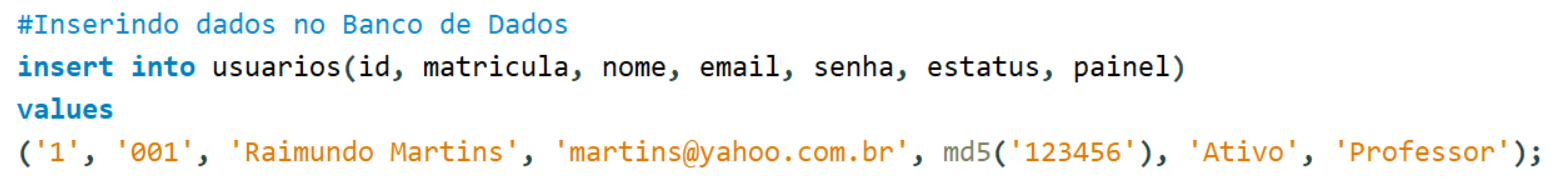 #Inserindo dados no Banco de Dados
insert into usuarios(id, matricula, nome, email, senha, estatus, painel)
values
('1', '001', 'Raimundo Martins', 'martins@yahoo.com.br', md5('123456'), 'Ativo', 'Professor');